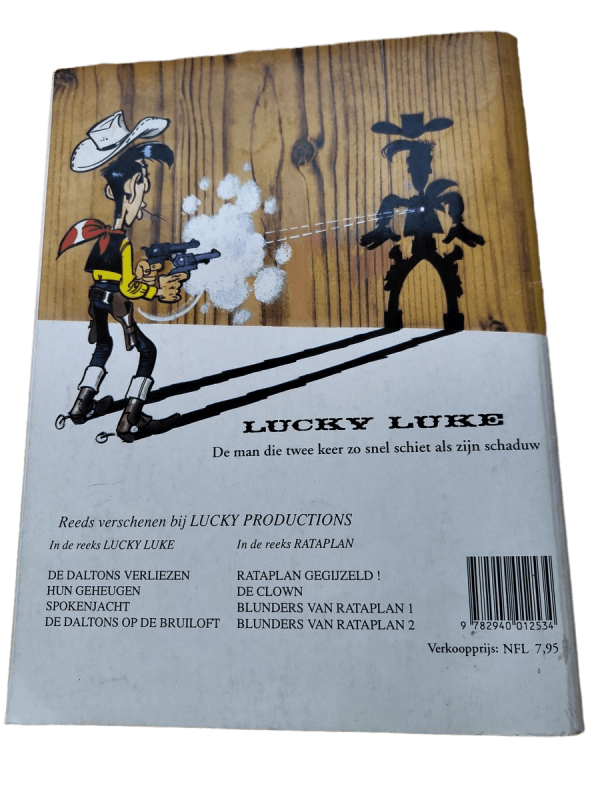 LUCKY LUKE
De man die twee keer zo snel schiet als zijn schaduw
Reeds verschenen bij LUCKY PRODUCTIONS
In de reeks LUCKY LUKE
DE DALTONS VERLIEZEN
HUN GEHEUGEN
SPOKENJACHT
DE DALTONS OP DE BRUILOFT
In de reeks RATAPLAN
RATAPLAN GEGIJZELD !
DE CLOWN
BLUNDERS VAN RATAPLAN 1
BLUNDERS VAN RATAPLAN 2
9 782940 012534
Verkoopprijs: NFL 7,95